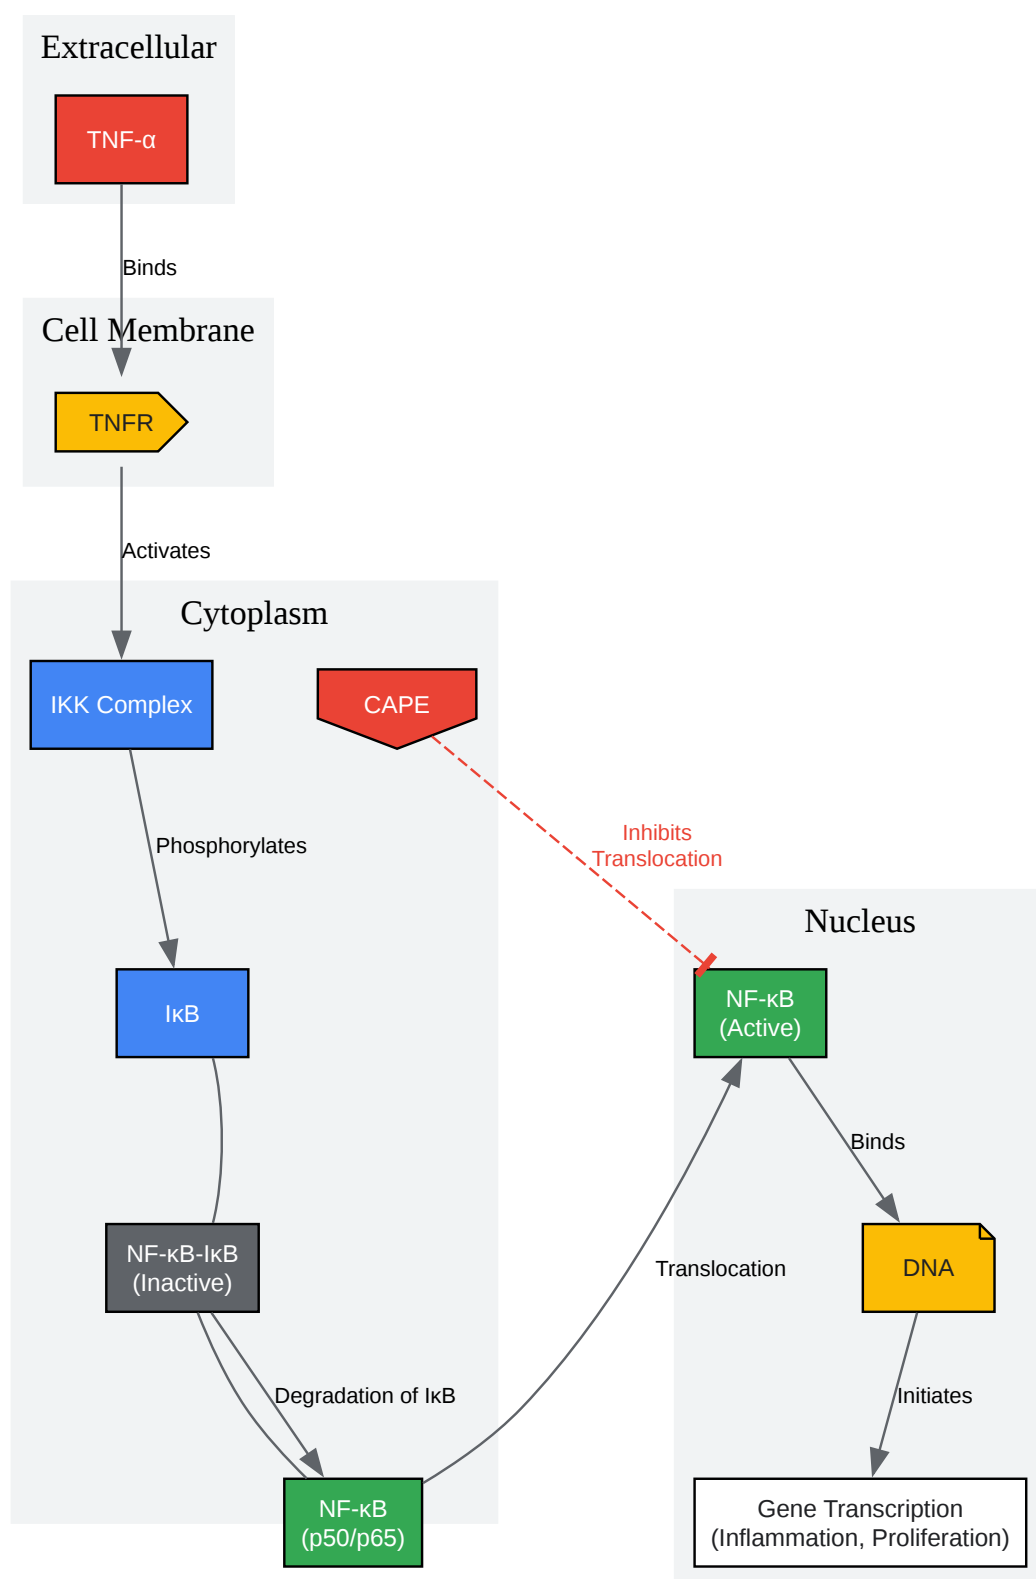 Extracellular
TNF-α
Binds
Cell Membrane
TNFR
Activates
Cytoplasm
IKK Complex
CAPE
Phosphorylates
Inhibits
Translocation
Nucleus
IκB
NF-κB
(Active)
Binds
NF-κB-IκB
(Inactive)
Translocation
DNA
Degradation of IκB
Initiates
NF-κB
(p50/p65)
Gene Transcription
(Inflammation, Proliferation)